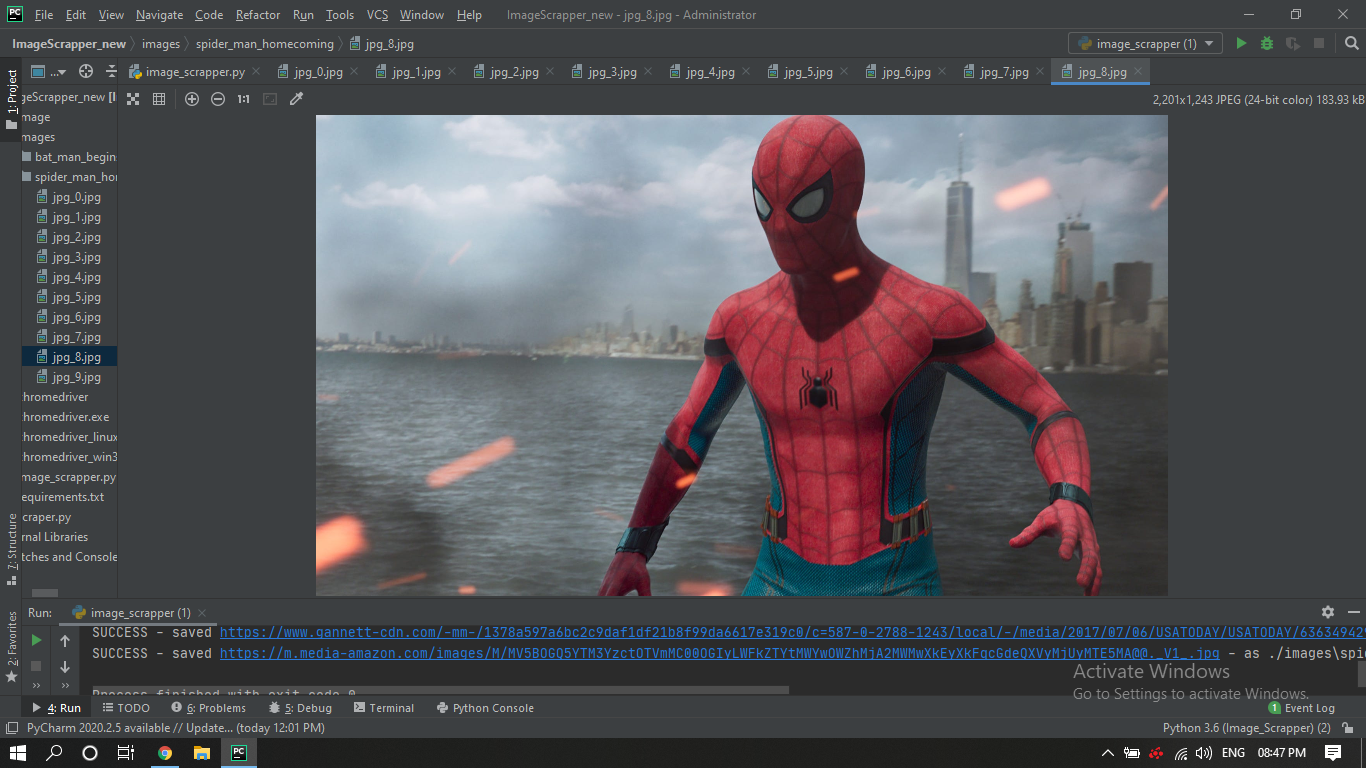 PC File Edit View Navigate Code Refactor Run Tools VCS Window Help ImageScrapper_new - jpg_8.jpg - Administrator
ImageScrapper_new images spider_man_homecoming jpg_8.jpg image_scrapper (1)
... image_scrapper.py jpg_0.jpg jpg_1.jpg jpg_2.jpg jpg_3.jpg jpg_4.jpg jpg_5.jpg jpg_6.jpg jpg_7.jpg jpg_8.jpg
1: Project
1:1 2,201x1,243 JPEG (24-bit color) 183.93 kB
geScrapper_new [I
mage
mages
bat_man_begin
spider_man_hor
jpg_0.jpg
jpg_1.jpg
jpg_2.jpg
jpg_3.jpg
jpg_4.jpg
jpg_5.jpg
jpg_6.jpg
jpg_7.jpg
jpg_8.jpg
jpg_9.jpg
hromedriver
hromedriver.exe
hromedriver_linux
hromedriver_win3
mage_scrapper.py
equirements.txt
craper.py
rnal Libraries
tches and Console
7: Structure
2: Favorites
Run: image_scrapper (1)
SUCCESS - saved https://www.gannett-cdn.com/-mm-/1378a597a6bc2c9daf1df21b8f99da6617e319c0/c=587-0-2788-1243/local/-/media/2017/07/06/USATODAY/USATODAY/636349429
SUCCESS - saved - as ./images\spi
Process finished with exit code 0
Activate Windows
Go to Settings to activate Windows.
4: Run TODO 6: Problems 5: Debug Terminal Python Console 1 Event Log
PyCharm 2020.2.5 available // Update... (today 12:01 PM) Python 3.6 (Image_Scrapper) (2)
PC ENG 08:47 PM